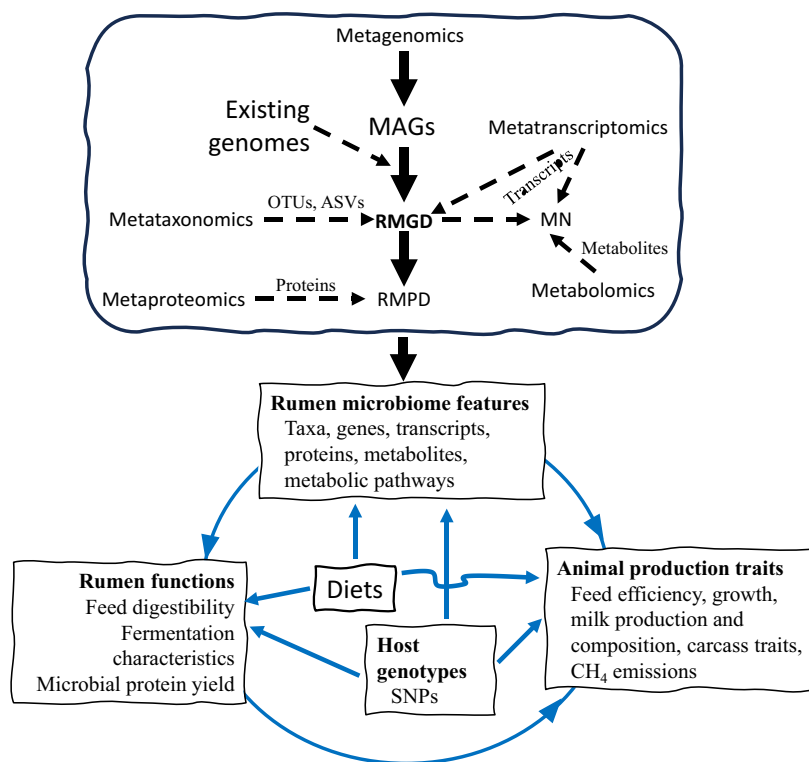 Metagenomics
Existing
genomes
MAGs
Metatranscriptomics
Transcripts
OTUs, ASVs
Metataxonomics
RMGD
MN
Metabolites
Proteins
Metaproteomics
RMPD
Metabolomics
Rumen microbiome features
Taxa, genes, transcripts,
proteins, metabolites,
metabolic pathways
Rumen functions
Feed digestibility
Fermentation
characteristics
Microbial protein yield
Diets
Host
genotypes
SNPs
Animal production traits
Feed efficiency, growth,
milk production and
composition, carcass traits,
CH₄ emissions